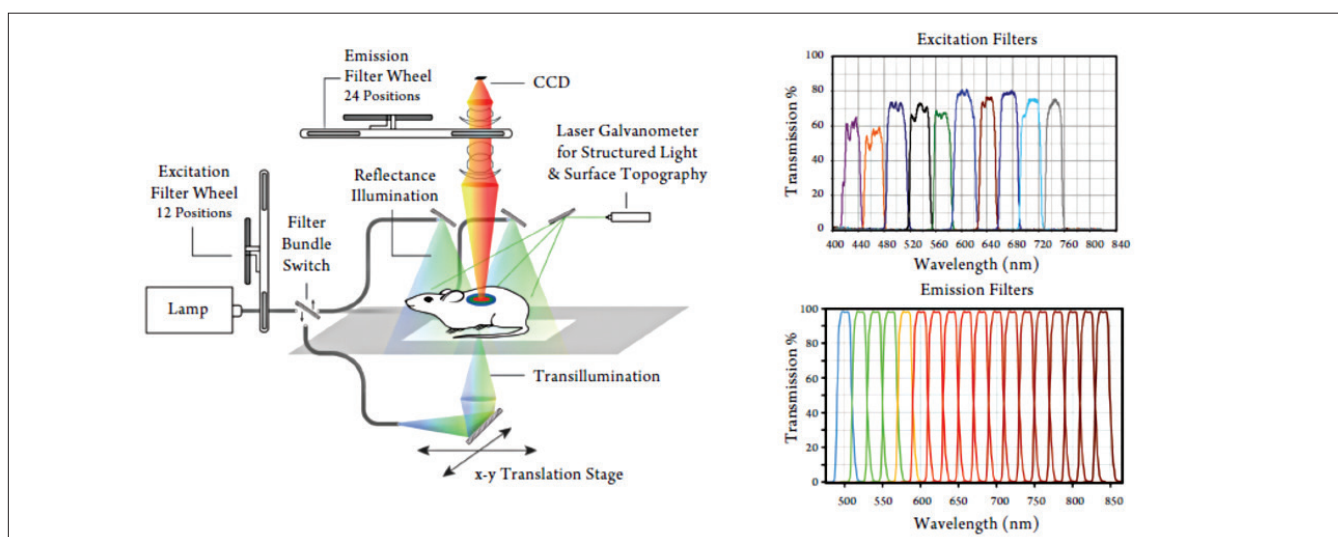 Emission
Filter Wheel
24 Positions
CCD
Laser Galvanometer
for Structured Light
& Surface Topography
Excitation
Filter Wheel
12 Positions
Reflectance
Illumination
Filter
Bundle
Switch
Lamp
Transillumination
x-y Translation Stage
Excitation Filters
Transmission %
100
80
60
40
20
0
400 440 480 520 560 600 640 680 720 760 800 840
Wavelength (nm)
Emission Filters
Transmission %
100
80
60
40
20
0
500 550 600 650 700 750 800 850
Wavelength (nm)